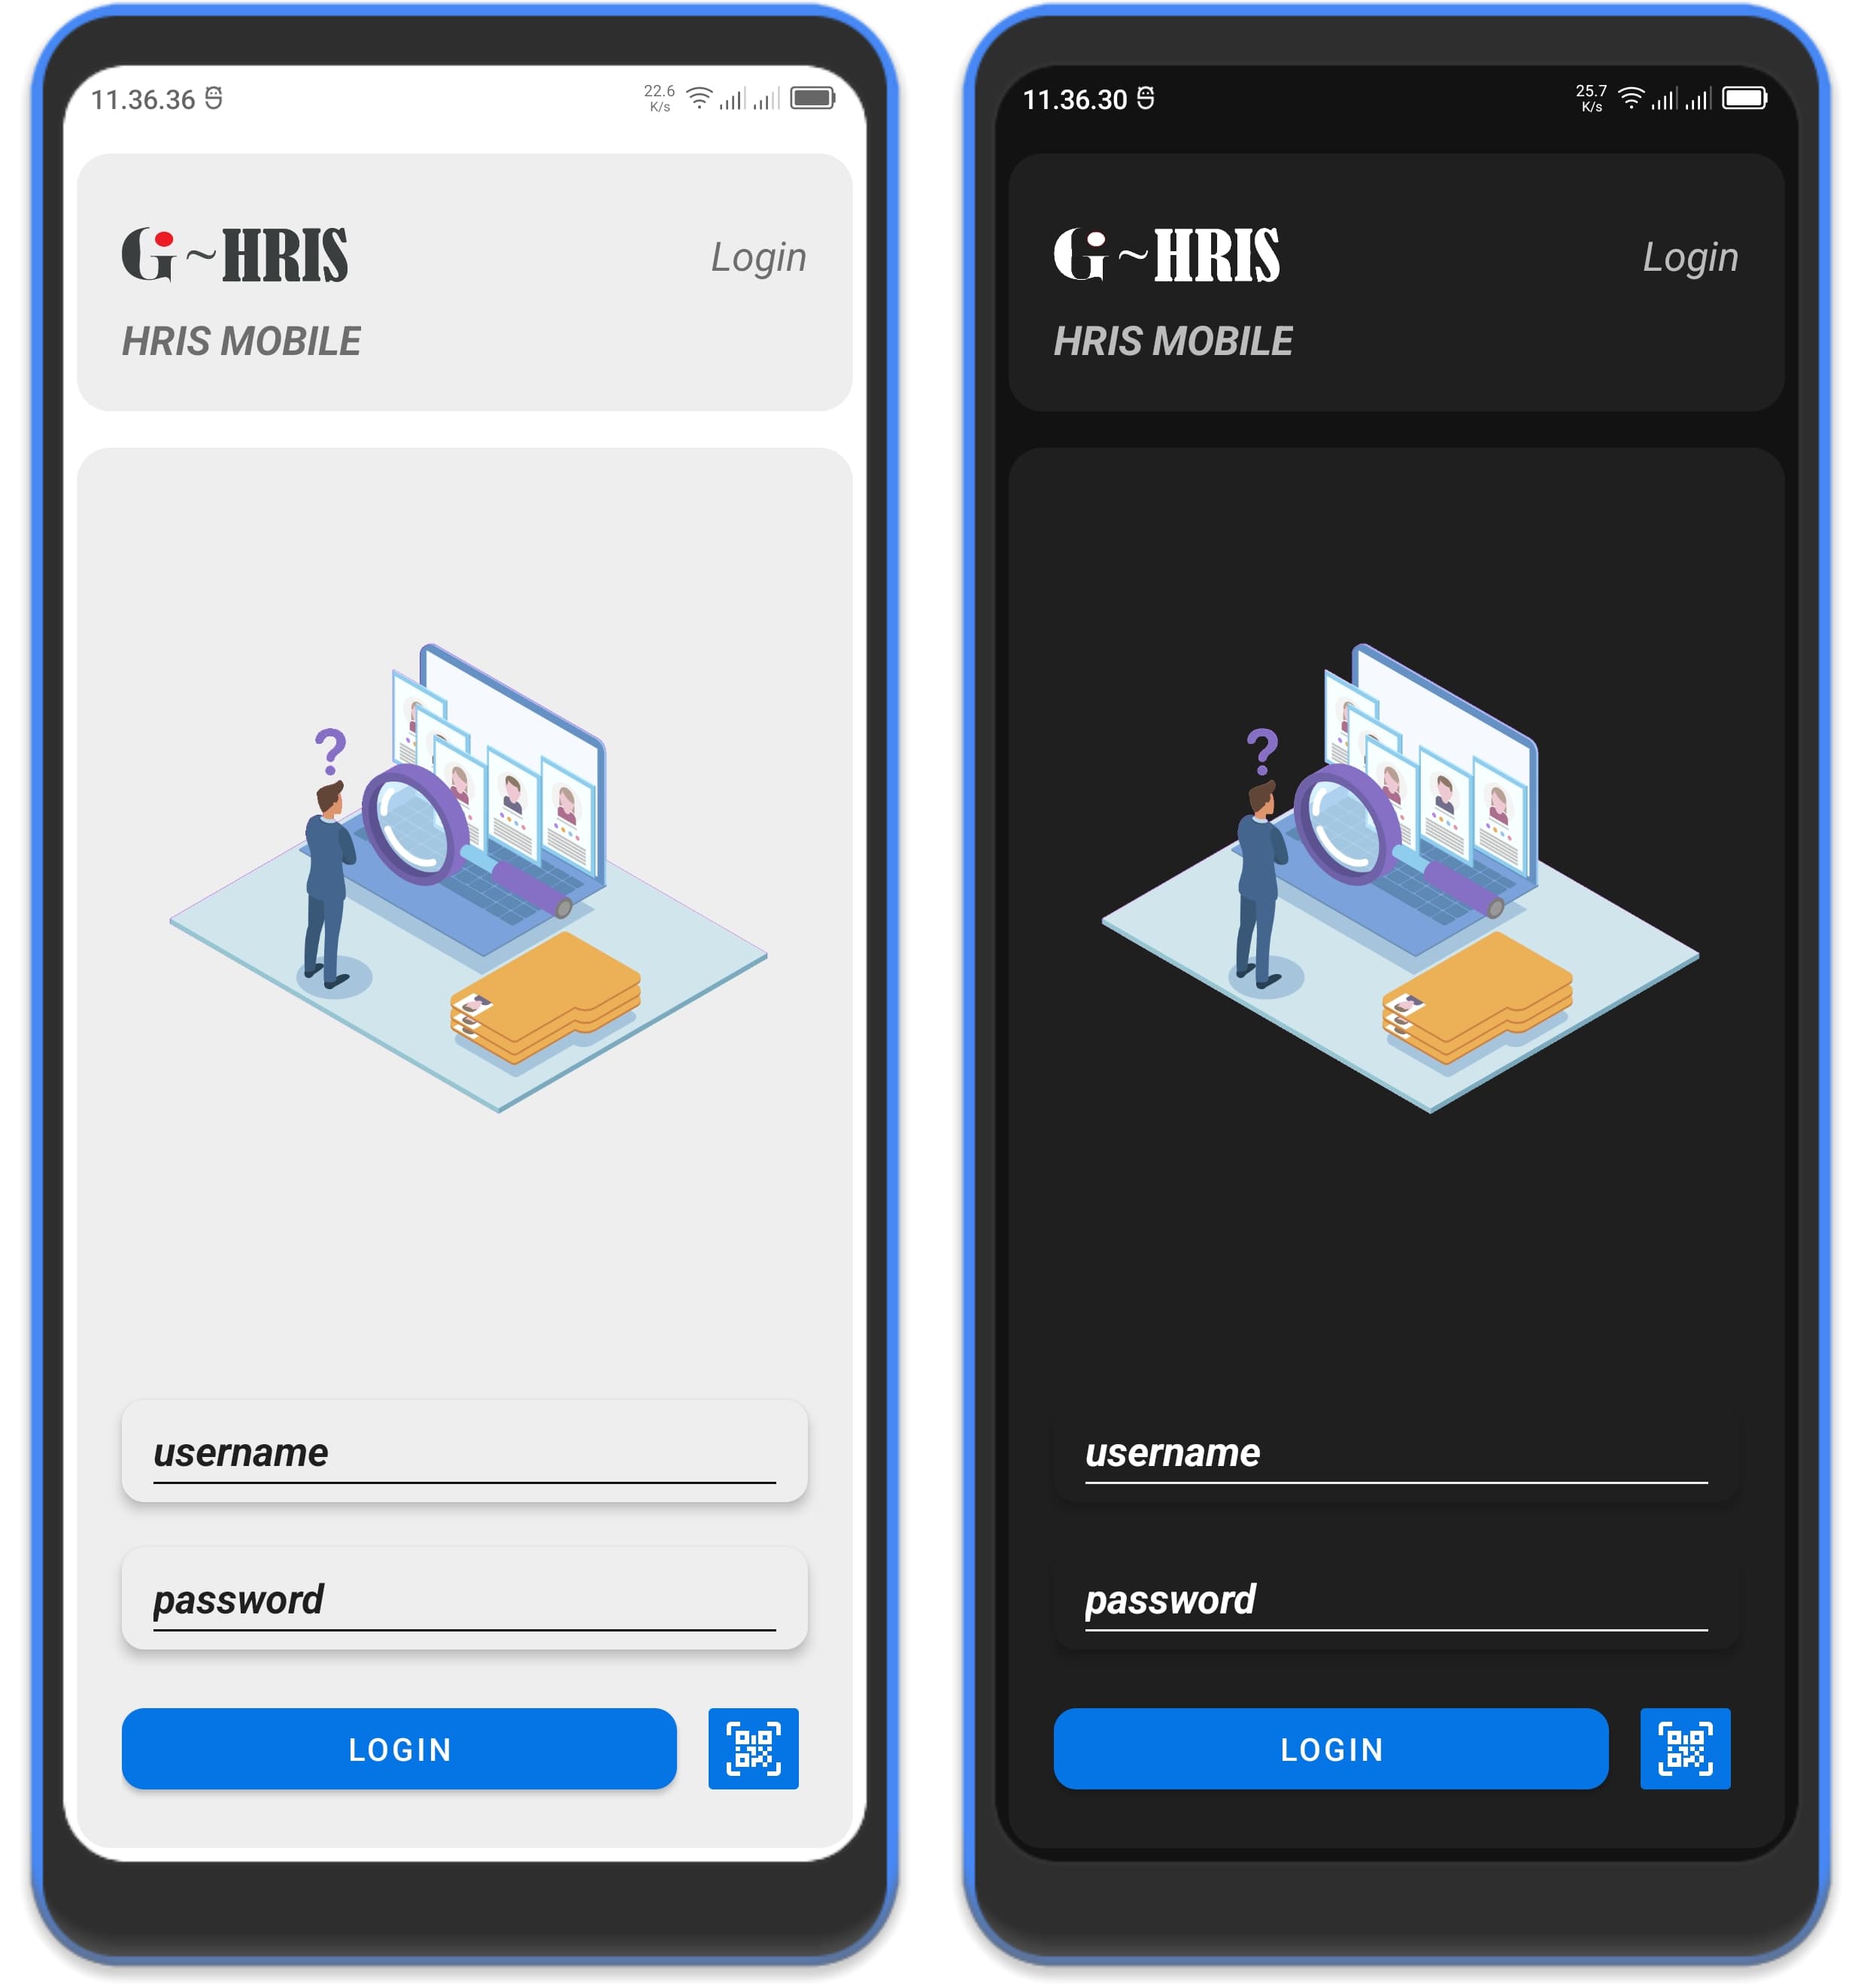 11.36.36
22.6
K/s
G~HRIS
Login
HRIS MOBILE
username
password
LOGIN
11.36.30
25.7
K/s
G~HRIS
Login
HRIS MOBILE
username
password
LOGIN